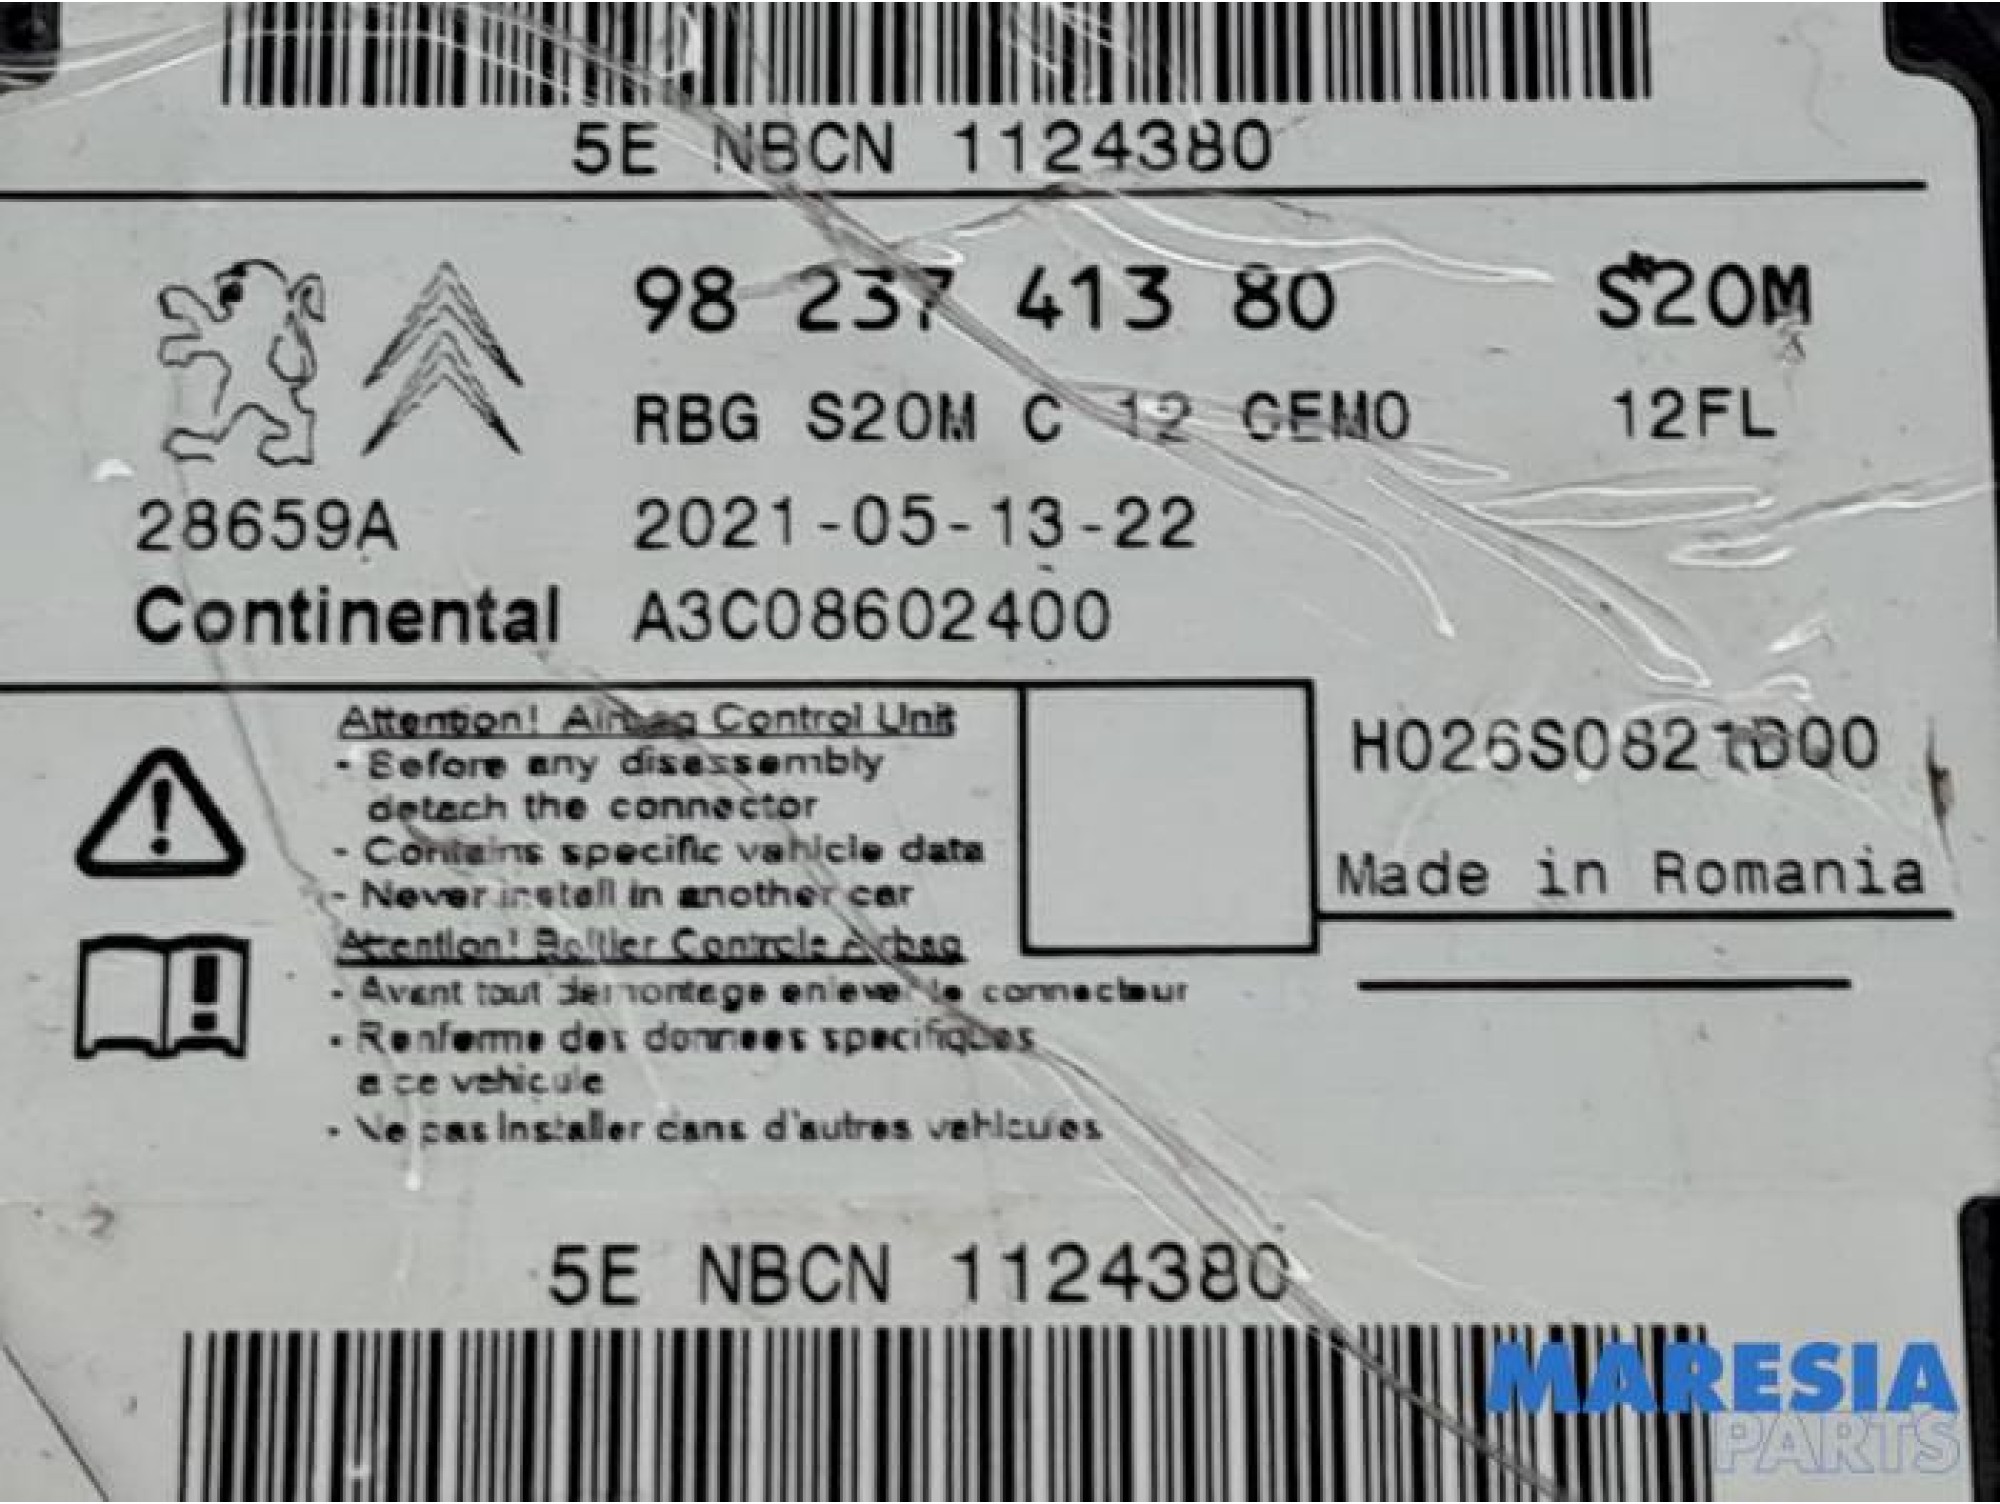 5E NBCN 1124380
98 237 413 80 S20M
RBG S20M C 12 GEMO 12FL
28659A 2021-05-13-22
Continental A3C08602400
Attention! Airbag Control Unit
- Before any disassembly
detach the connector
- Contains specific vehicle data
- Never install in another car
H026S0621D00
Made in Romania
Attention! Boitier Controle Airbag
- Avant tout demontage enlever le connecteur
- Renferme des donnees specifiques
a ce vehicule
- Ne pas installer dans d'autres vehicules
5E NBCN 1124380
MARESIA
PARTS